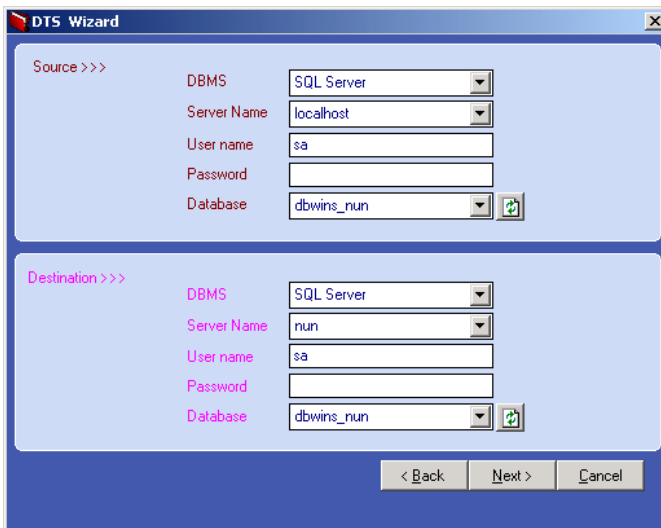 DTS Wizard
Source >>>
DBMS SQL Server
Server Name localhost
User name sa
Password
Database dbwins_nun
Destination >>>
DBMS SQL Server
Server Name nun
User name sa
Password
Database dbwins_nun
< Back Next > Cancel